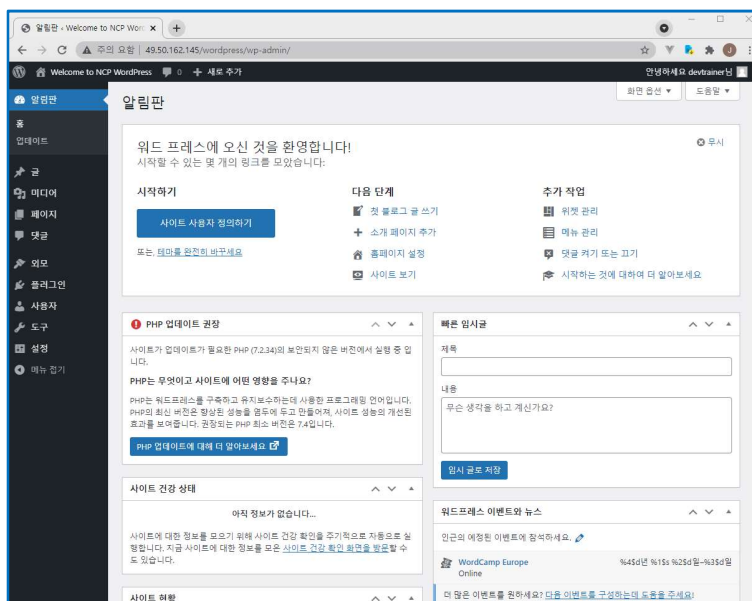 알림판 ‹ Welcome to NCP Word
주의 요함 | 49.50.162.145/wordpress/wp-admin/
Welcome to NCP WordPress 0 + 새로 추가 안녕하세요 devtrainer님
알림판
홈
업데이트
글
미디어
페이지
댓글
외모
플러그인
사용자
도구
설정
메뉴 접기
화면 옵션 ▼ 도움말 ▼
알림판
워드 프레스에 오신 것을 환영합니다!
무시
시작할 수 있는 몇 개의 링크를 모았습니다:
시작하기
사이트 사용자 정의하기
또는, 테마를 완전히 바꾸세요
다음 단계
첫 블로그 글 쓰기
소개 페이지 추가
홈페이지 설정
사이트 보기
추가 작업
위젯 관리
메뉴 관리
댓글 켜기 또는 끄기
시작하는 것에 대하여 더 알아보세요
PHP 업데이트 권장
사이트가 업데이트가 필요한 PHP (7.2.34)의 보안되지 않은 버전에서 실행 중 입
니다.
PHP는 무엇이고 사이트에 어떤 영향을 주나요?
PHP는 워드프레스를 구축하고 유지보수하는데 사용한 프로그래밍 언어입니다.
PHP의 최신 버전은 향상된 성능을 염두에 두고 만들어져, 사이트 성능의 개선된
효과를 보여줍니다. 권장되는 PHP 최소 버전은 7.4입니다.
PHP 업데이트에 대해 더 알아보세요
사이트 건강 상태
아직 정보가 없습니다...
사이트에 대한 정보를 모으기 위해 사이트 건강 확인을 주기적으로 자동으로 실
행합니다. 지금 사이트에 대한 정보를 모은 사이트 건강 확인 화면을 방문할 수
도 있습니다.
사이트 현황
빠른 임시글
제목
내용
무슨 생각을 하고 계신가요?
임시 글로 저장
워드프레스 이벤트와 뉴스
인근의 예정된 이벤트에 참석하세요.
WordCamp Europe %4$d년 %1$s %2$d일–%3$d일
Online
더 많은 이벤트를 원하세요? 다음 이벤트를 구성하는데 도움을 주세요!